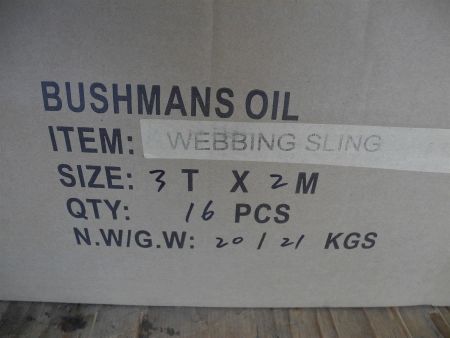 BUSHMANS OIL
ITEM: WEBBING SLING
SIZE: 3 T X 2 M
QTY: 16 PCS
N.W/G.W: 20 / 21 KGS